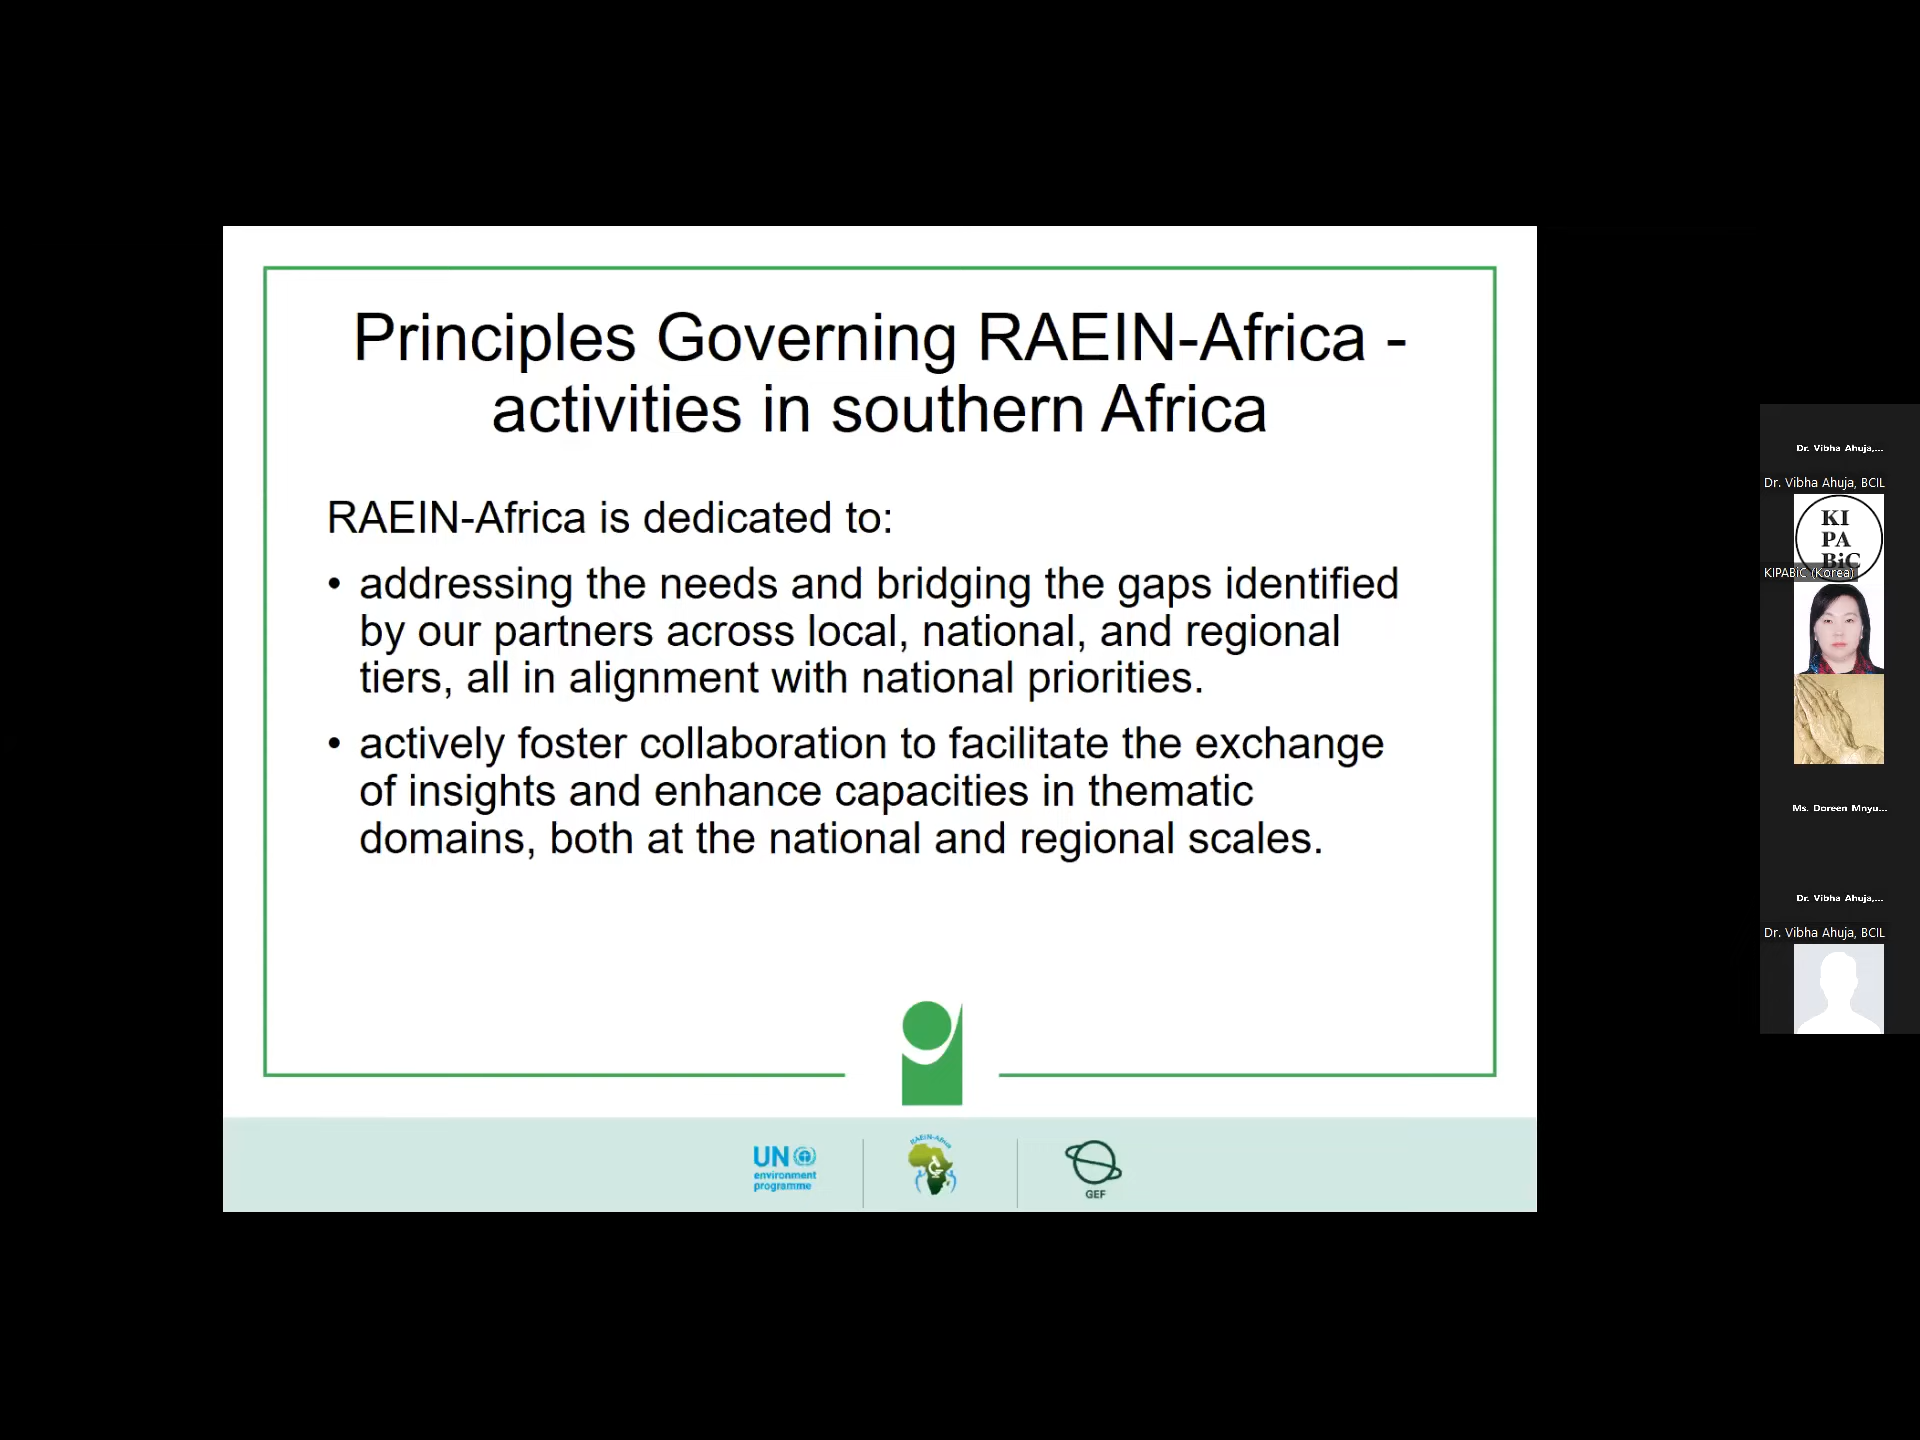 Principles Governing RAEIN-Africa -
activities in southern Africa
RAEIN-Africa is dedicated to:
• addressing the needs and bridging the gaps identified
by our partners across local, national, and regional
tiers, all in alignment with national priorities.
• actively foster collaboration to facilitate the exchange
of insights and enhance capacities in thematic
domains, both at the national and regional scales.
UN
environment
programme
RAEIN-Africa
GEF
Dr. Vibha Ahuja,...
Dr. Vibha Ahuja, BCIL
KI
PA
BiC
KIPABiC (Korea)
Ms. Doreen Mnyu...
Dr. Vibha Ahuja,...
Dr. Vibha Ahuja, BCIL